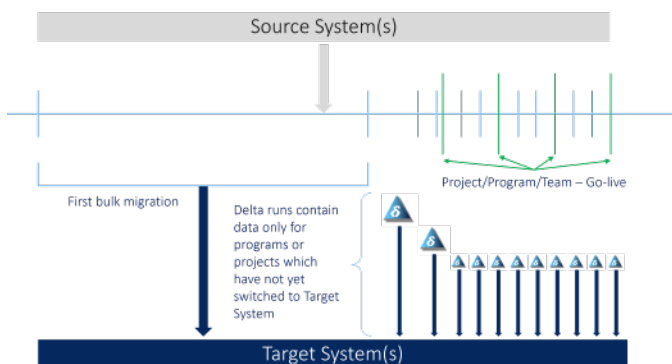 Source System(s)
Project/Program/Team – Go-live
First bulk migration
Delta runs contain
data only for
programs or
projects which
have not yet
switched to Target
System
δ
δ
δ δ δ δ δ δ δ δ δ
Target System(s)